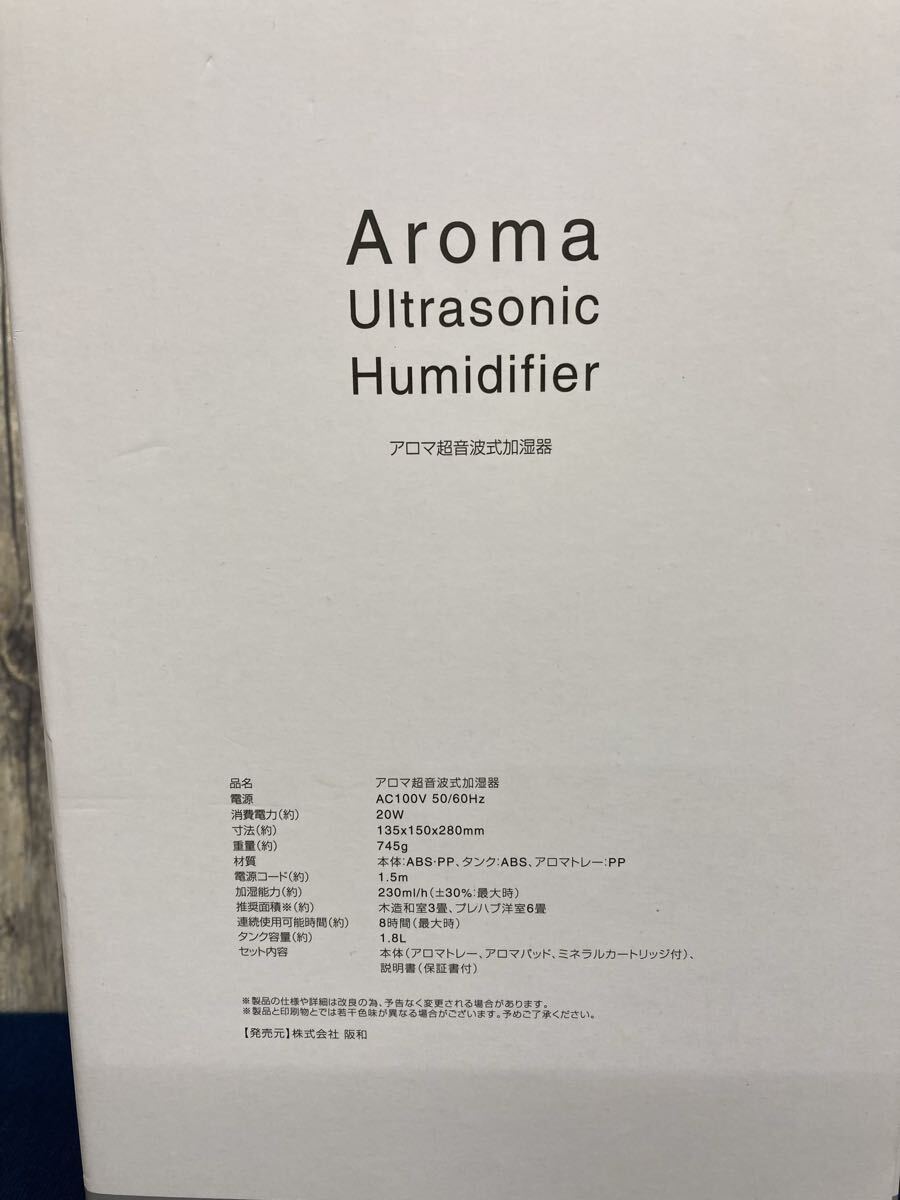 Aroma
Ultrasonic
Humidifier
アロマ超音波式加湿器
品名 アロマ超音波式加湿器
電源 AC100V 50/60Hz
消費電力(約) 20W
寸法(約) 135x150x280mm
重量(約) 745g
材質 本体:ABS·PP、タンク:ABS、アロマトレー:PP
電源コード(約) 1.5m
加湿能力(約) 230ml/h(±30%:最大時)
推奨面積※(約) 木造和室3畳、プレハブ洋室6畳
連続使用可能時間(約) 8時間(最大時)
タンク容量(約) 1.8L
セット内容 本体(アロマトレー、アロマパッド、ミネラルカートリッジ付)、
説明書(保証書付)
※製品の仕様や詳細は改良の為、予告なく変更される場合があります。
※製品と印刷物とでは若干色味が異なる場合がございます。予めご了承ください。
【発売元】株式会社 阪和